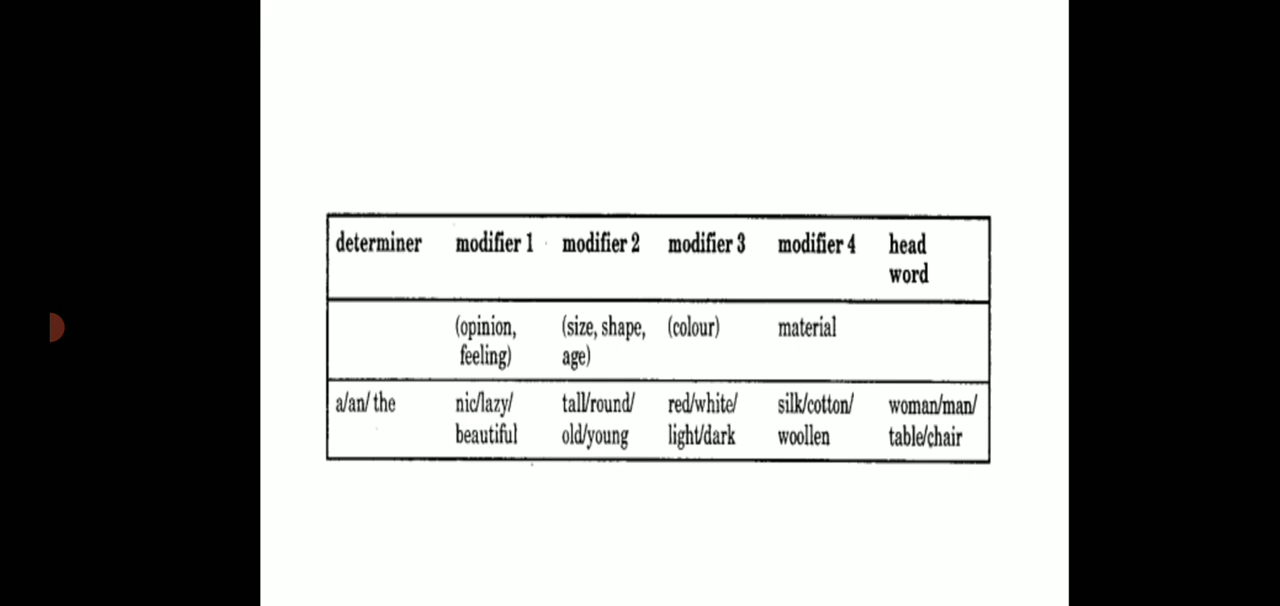 determiner modifier 1 modifier 2 modifier 3 modifier 4 head
word
(opinion, (size, shape, (colour) material
feeling) age)
a/an/ the nic/lazy/ tall/round/ red/white/ silk/cotton/ woman/man/
beautiful old/young light/dark woollen table/chair